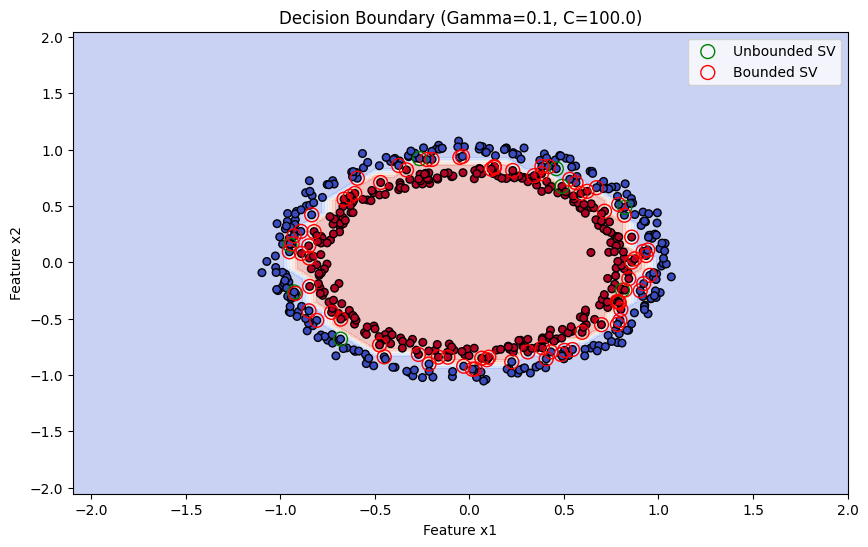 Decision Boundary (Gamma=0.1, C=100.0)
Unbounded SV
Bounded SV
Feature x2
2.0
1.5
1.0
0.5
0.0
−0.5
−1.0
−1.5
−2.0
−2.0 −1.5 −1.0 −0.5 0.0 0.5 1.0 1.5 2.0
Feature x1